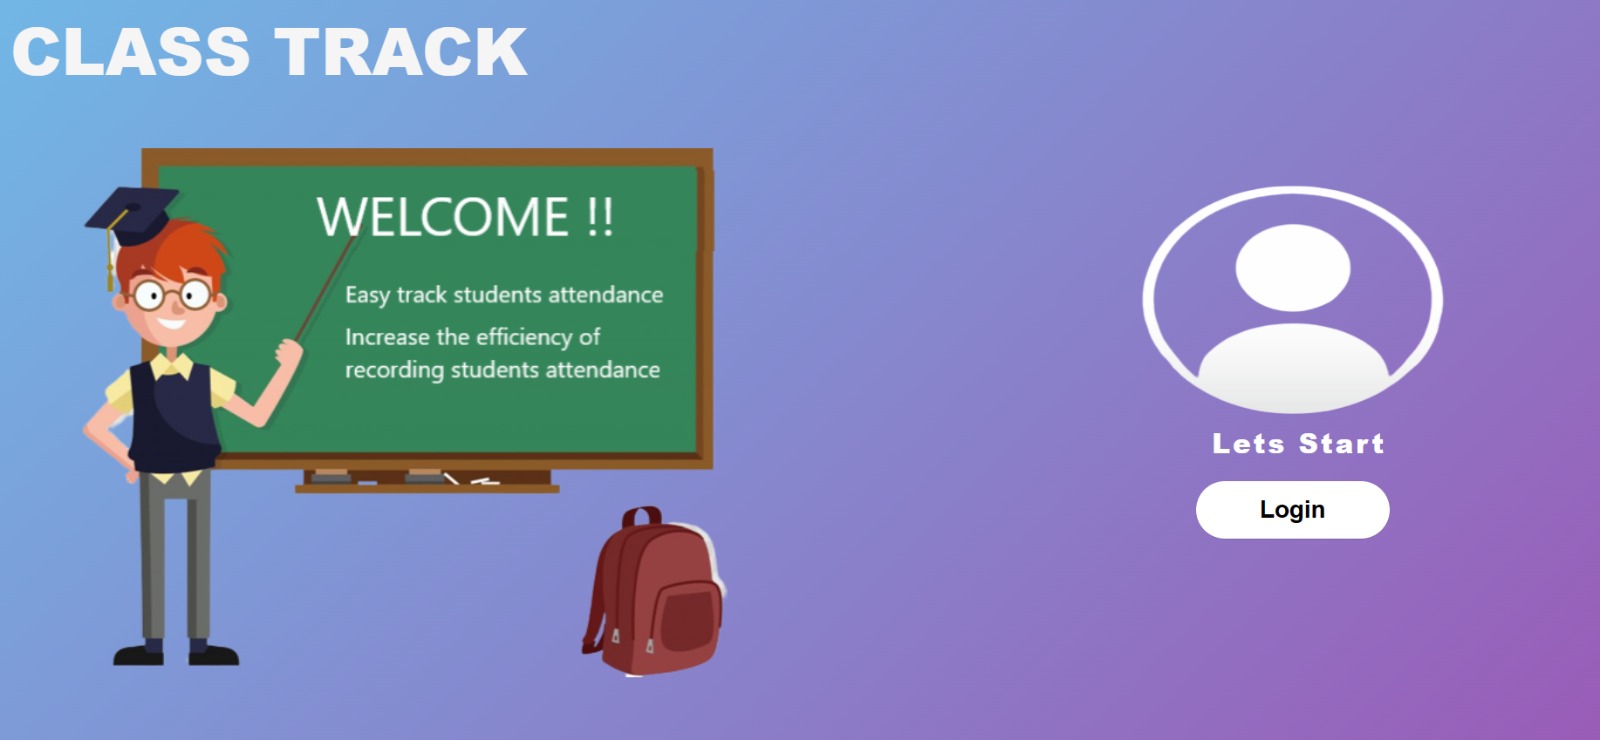 CLASS TRACK
WELCOME !!
Easy track students attendance
Increase the efficiency of
recording students attendance
Lets Start
Login